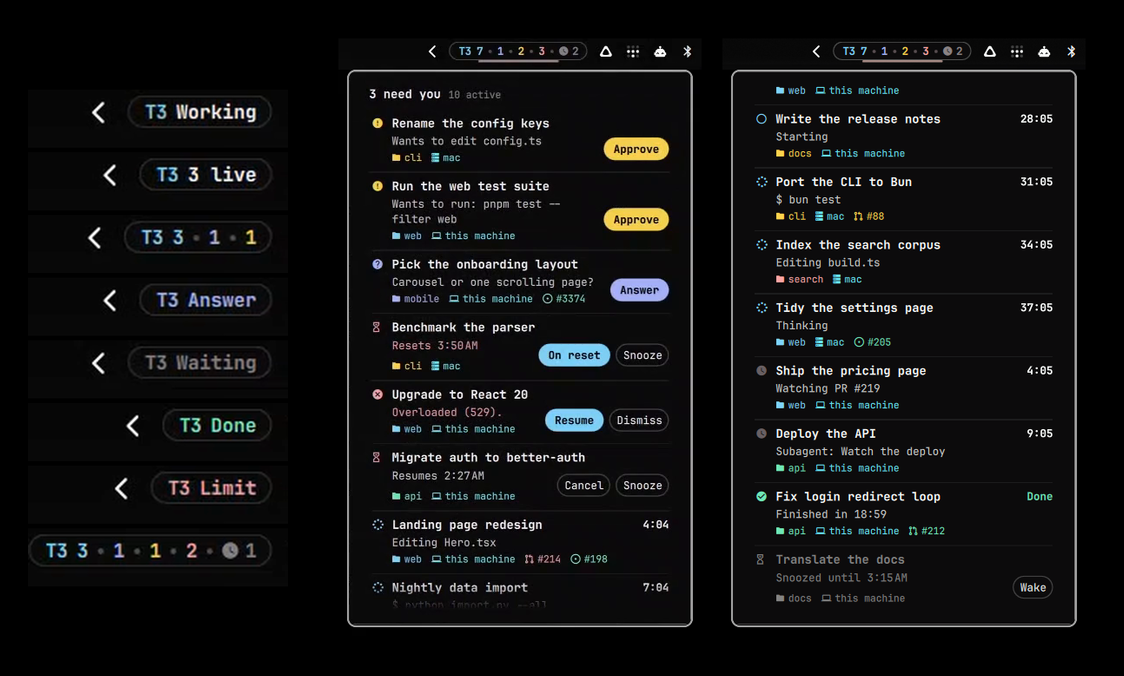 T3 Working
T3 3 live
T3 3 • 1 • 1
T3 Answer
T3 Waiting
T3 Done
T3 Limit
T3 3 • 1 • 1 • 2 • 1
T3 7 • 1 • 2 • 3 • 2
3 need you 10 active
Rename the config keys
Wants to edit config.ts
Approve
cli mac
Run the web test suite
Wants to run: pnpm test --
filter web
Approve
web this machine
Pick the onboarding layout
Carousel or one scrolling page?
Answer
mobile this machine #3374
Benchmark the parser
Resets 3:50AM
On reset Snooze
cli mac
Upgrade to React 20
Overloaded (529).
Resume Dismiss
web this machine
Migrate auth to better-auth
Resumes 2:27AM
Cancel Snooze
api this machine
Landing page redesign 4:04
Editing Hero.tsx
web this machine #214 #198
Nightly data import 7:04
$ python import.py --all
T3 7 • 1 • 2 • 3 • 2
web this machine
Write the release notes 28:05
Starting
docs this machine
Port the CLI to Bun 31:05
$ bun test
cli mac #88
Index the search corpus 34:05
Editing build.ts
search mac
Tidy the settings page 37:05
Thinking
web mac #205
Ship the pricing page 4:05
Watching PR #219
web this machine
Deploy the API 9:05
Subagent: Watch the deploy
api this machine
Fix login redirect loop Done
Finished in 18:59
api this machine #212
Translate the docs
Snoozed until 3:15AM
Wake
docs this machine